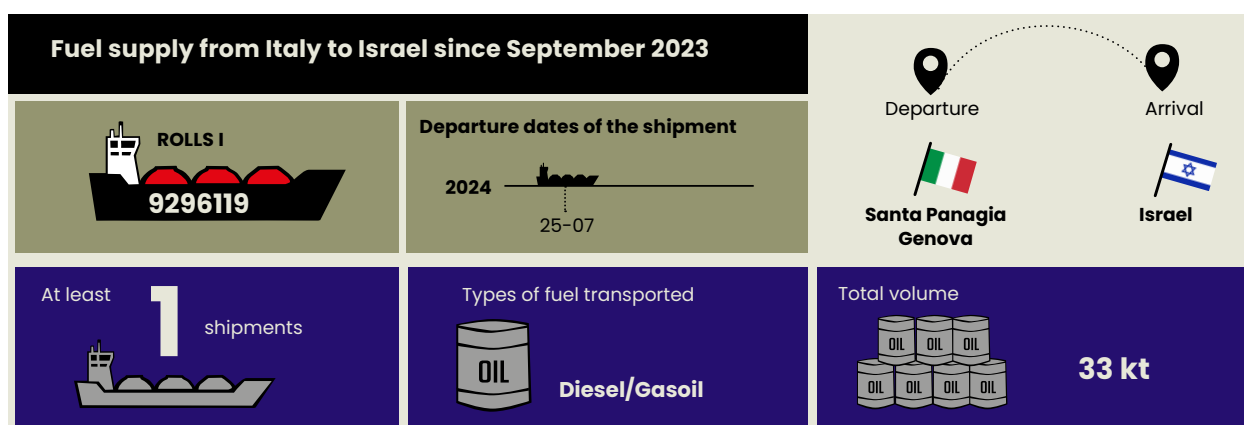 Fuel supply from Italy to Israel since September 2023
Departure
Arrival
Santa Panagia
Genova
Israel
ROLLS I
9296119
Departure dates of the shipment
2024
25-07
At least
1
shipments
Types of fuel transported
OIL
Diesel/Gasoil
Total volume
OIL OIL OIL
OIL OIL OIL OIL
33 kt